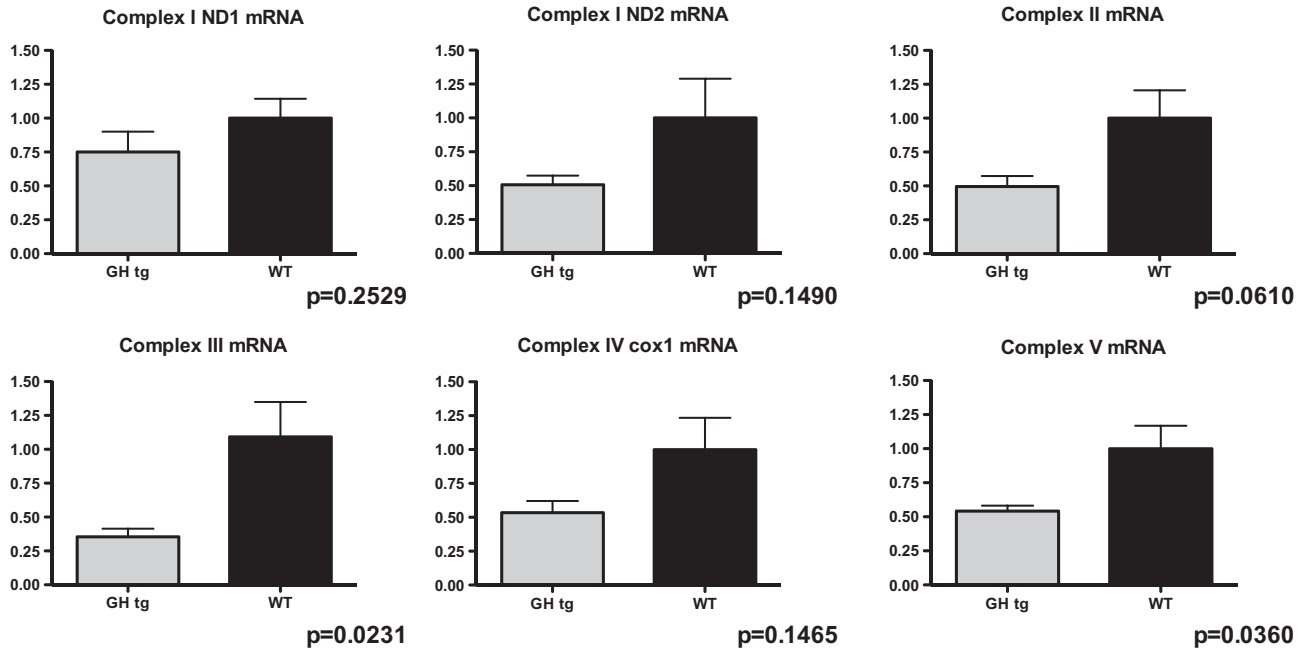 Complex I ND1 mRNA
1.50
1.25
1.00
0.75
0.50
0.25
0.00
GH tg WT
p=0.2529
Complex I ND2 mRNA
1.50
1.25
1.00
0.75
0.50
0.25
0.00
GH tg WT
p=0.1490
Complex II mRNA
1.50
1.25
1.00
0.75
0.50
0.25
0.00
GH tg WT
p=0.0610
Complex III mRNA
1.50
1.25
1.00
0.75
0.50
0.25
0.00
GH tg WT
p=0.0231
Complex IV cox1 mRNA
1.50
1.25
1.00
0.75
0.50
0.25
0.00
GH tg WT
p=0.1465
Complex V mRNA
1.50
1.25
1.00
0.75
0.50
0.25
0.00
GH tg WT
p=0.0360